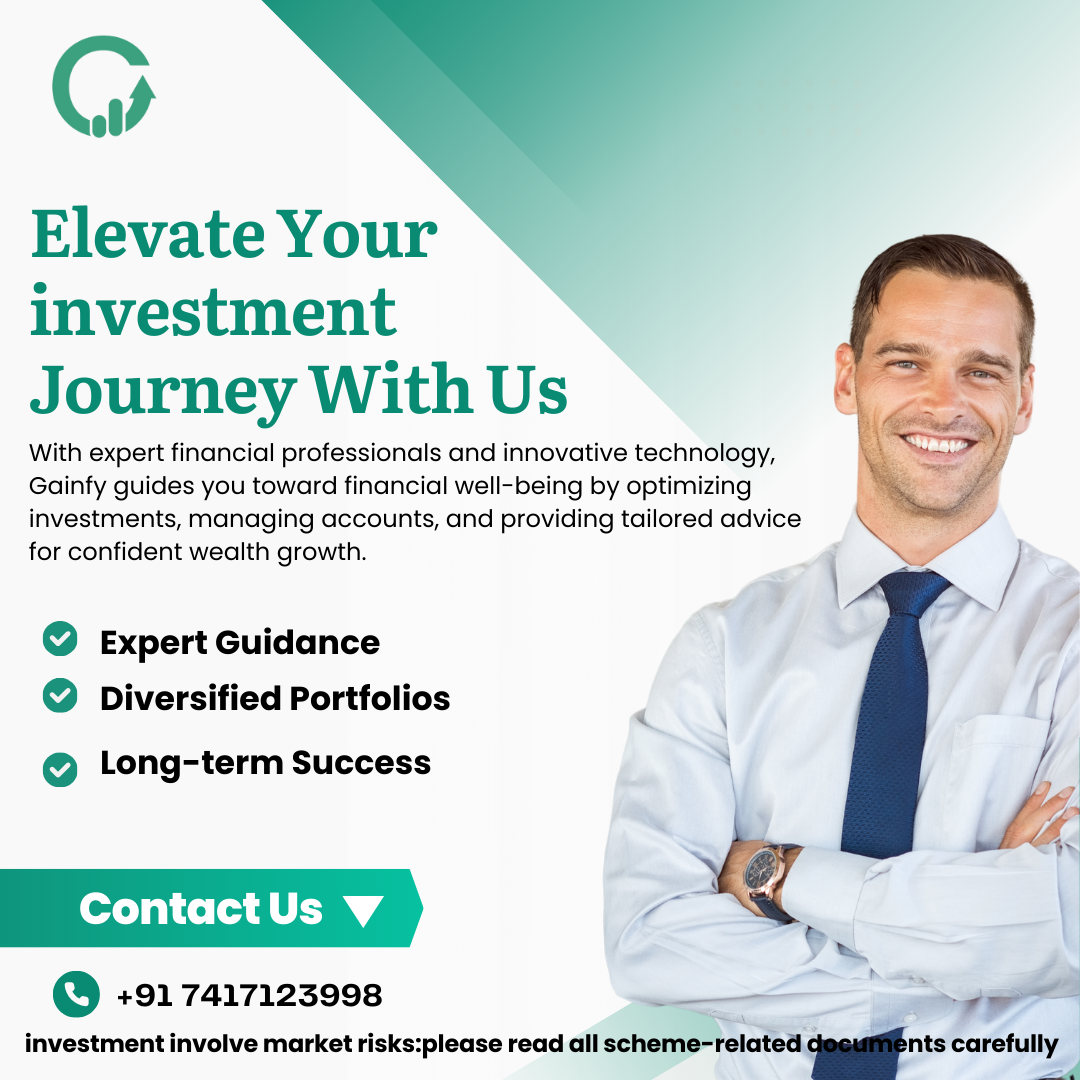 Elevate Your
investment
Journey With Us
With expert financial professionals and innovative technology,
Gainfy guides you toward financial well-being by optimizing
investments, managing accounts, and providing tailored advice
for confident wealth growth.
Expert Guidance
Diversified Portfolios
Long-term Success
Contact Us
+91 7417123998
investment involve market risks:please read all scheme-related documents carefully